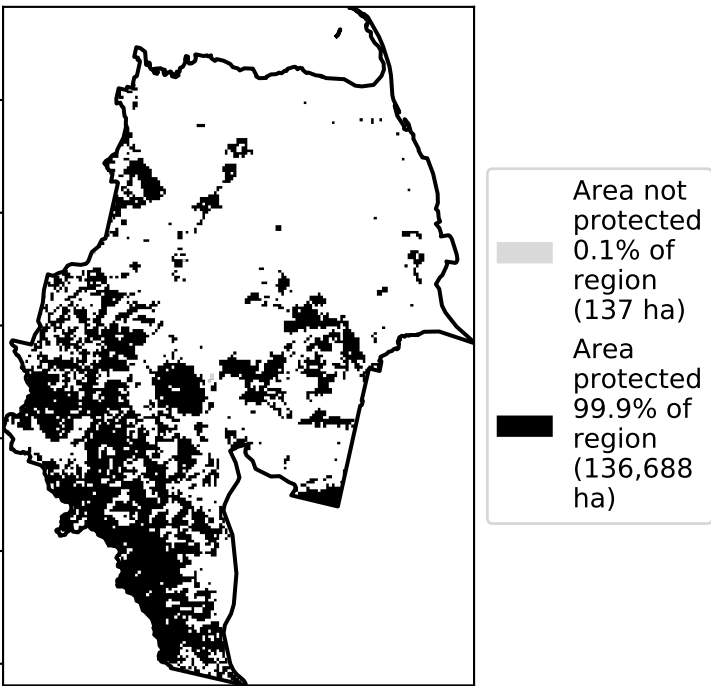 Area not
protected
0.1% of
region
(137 ha)
Area
protected
99.9% of
region
(136,688
ha)